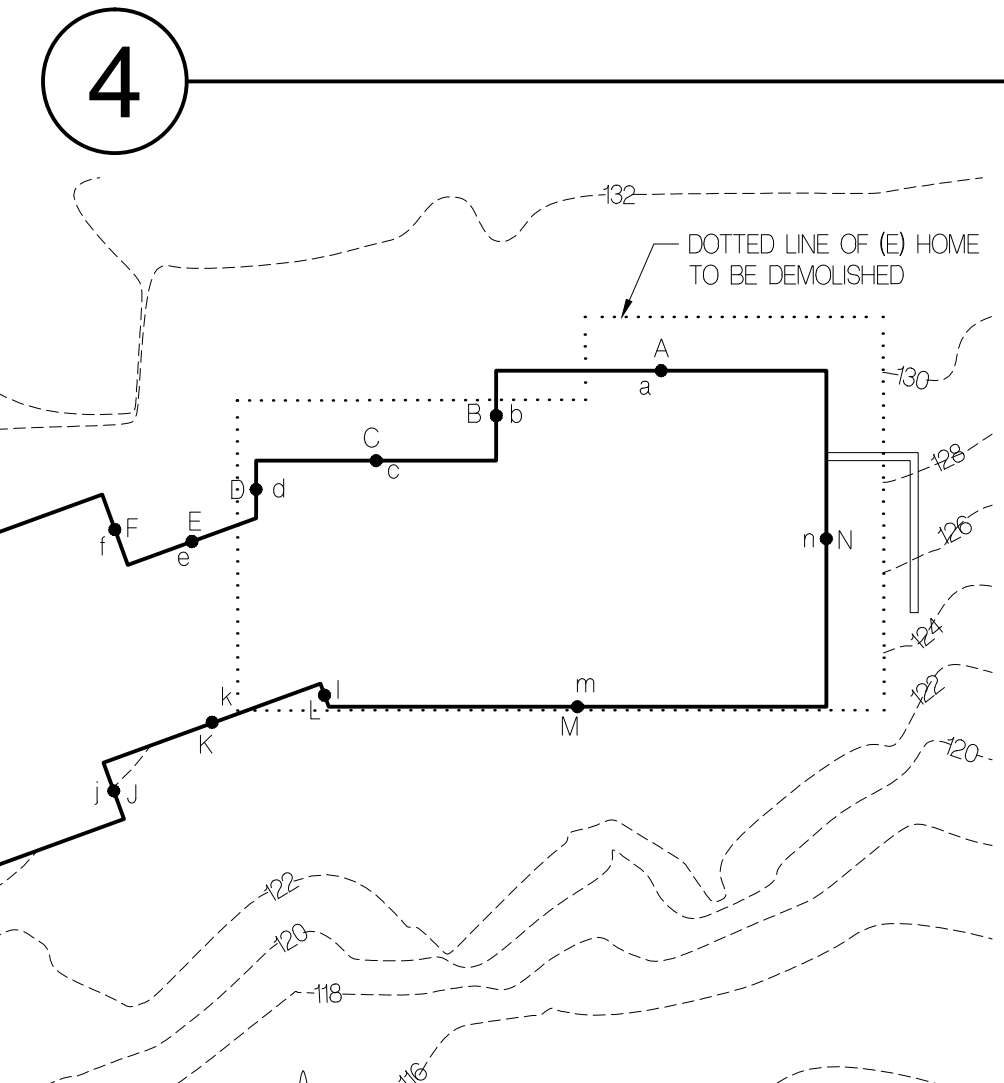 4
132
DOTTED LINE OF (E) HOME
TO BE DEMOLISHED
A
a
130
B b
C
c
128
D d
E
e
F
f
126
n N
124
k
K
l
L
m
M
122
120
j J
122
120
118
116